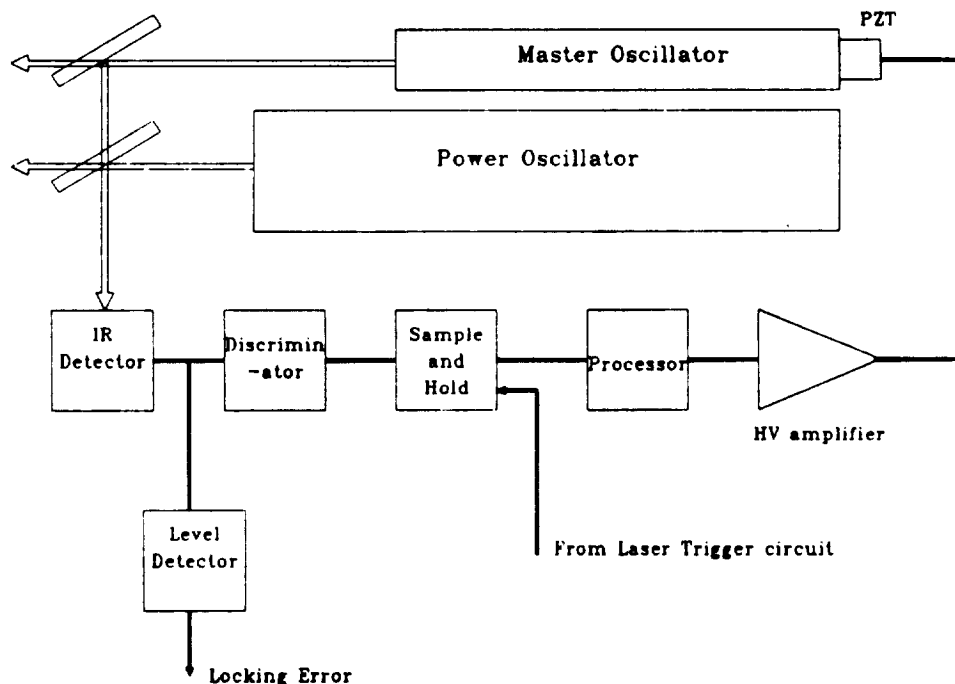 PZT
Master Oscillator
Power Oscillator
IR
Detector
Discrimin
-ator
Sample
and
Hold
Processor
HV amplifier
Level
Detector
From Laser Trigger circuit
Locking Error